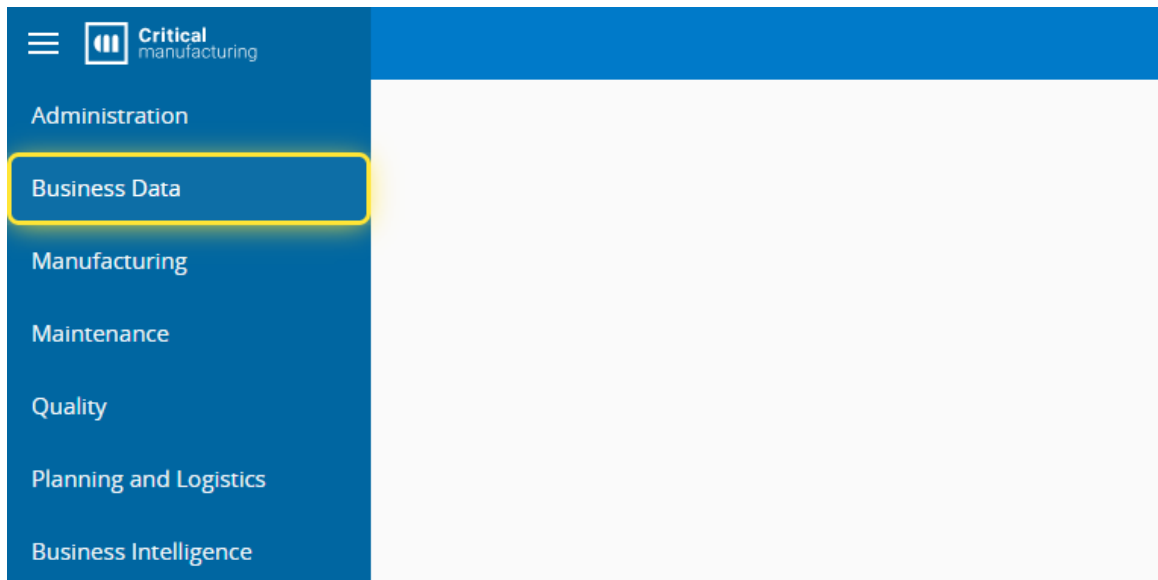 Critical
manufacturing
Administration
Business Data
Manufacturing
Maintenance
Quality
Planning and Logistics
Business Intelligence